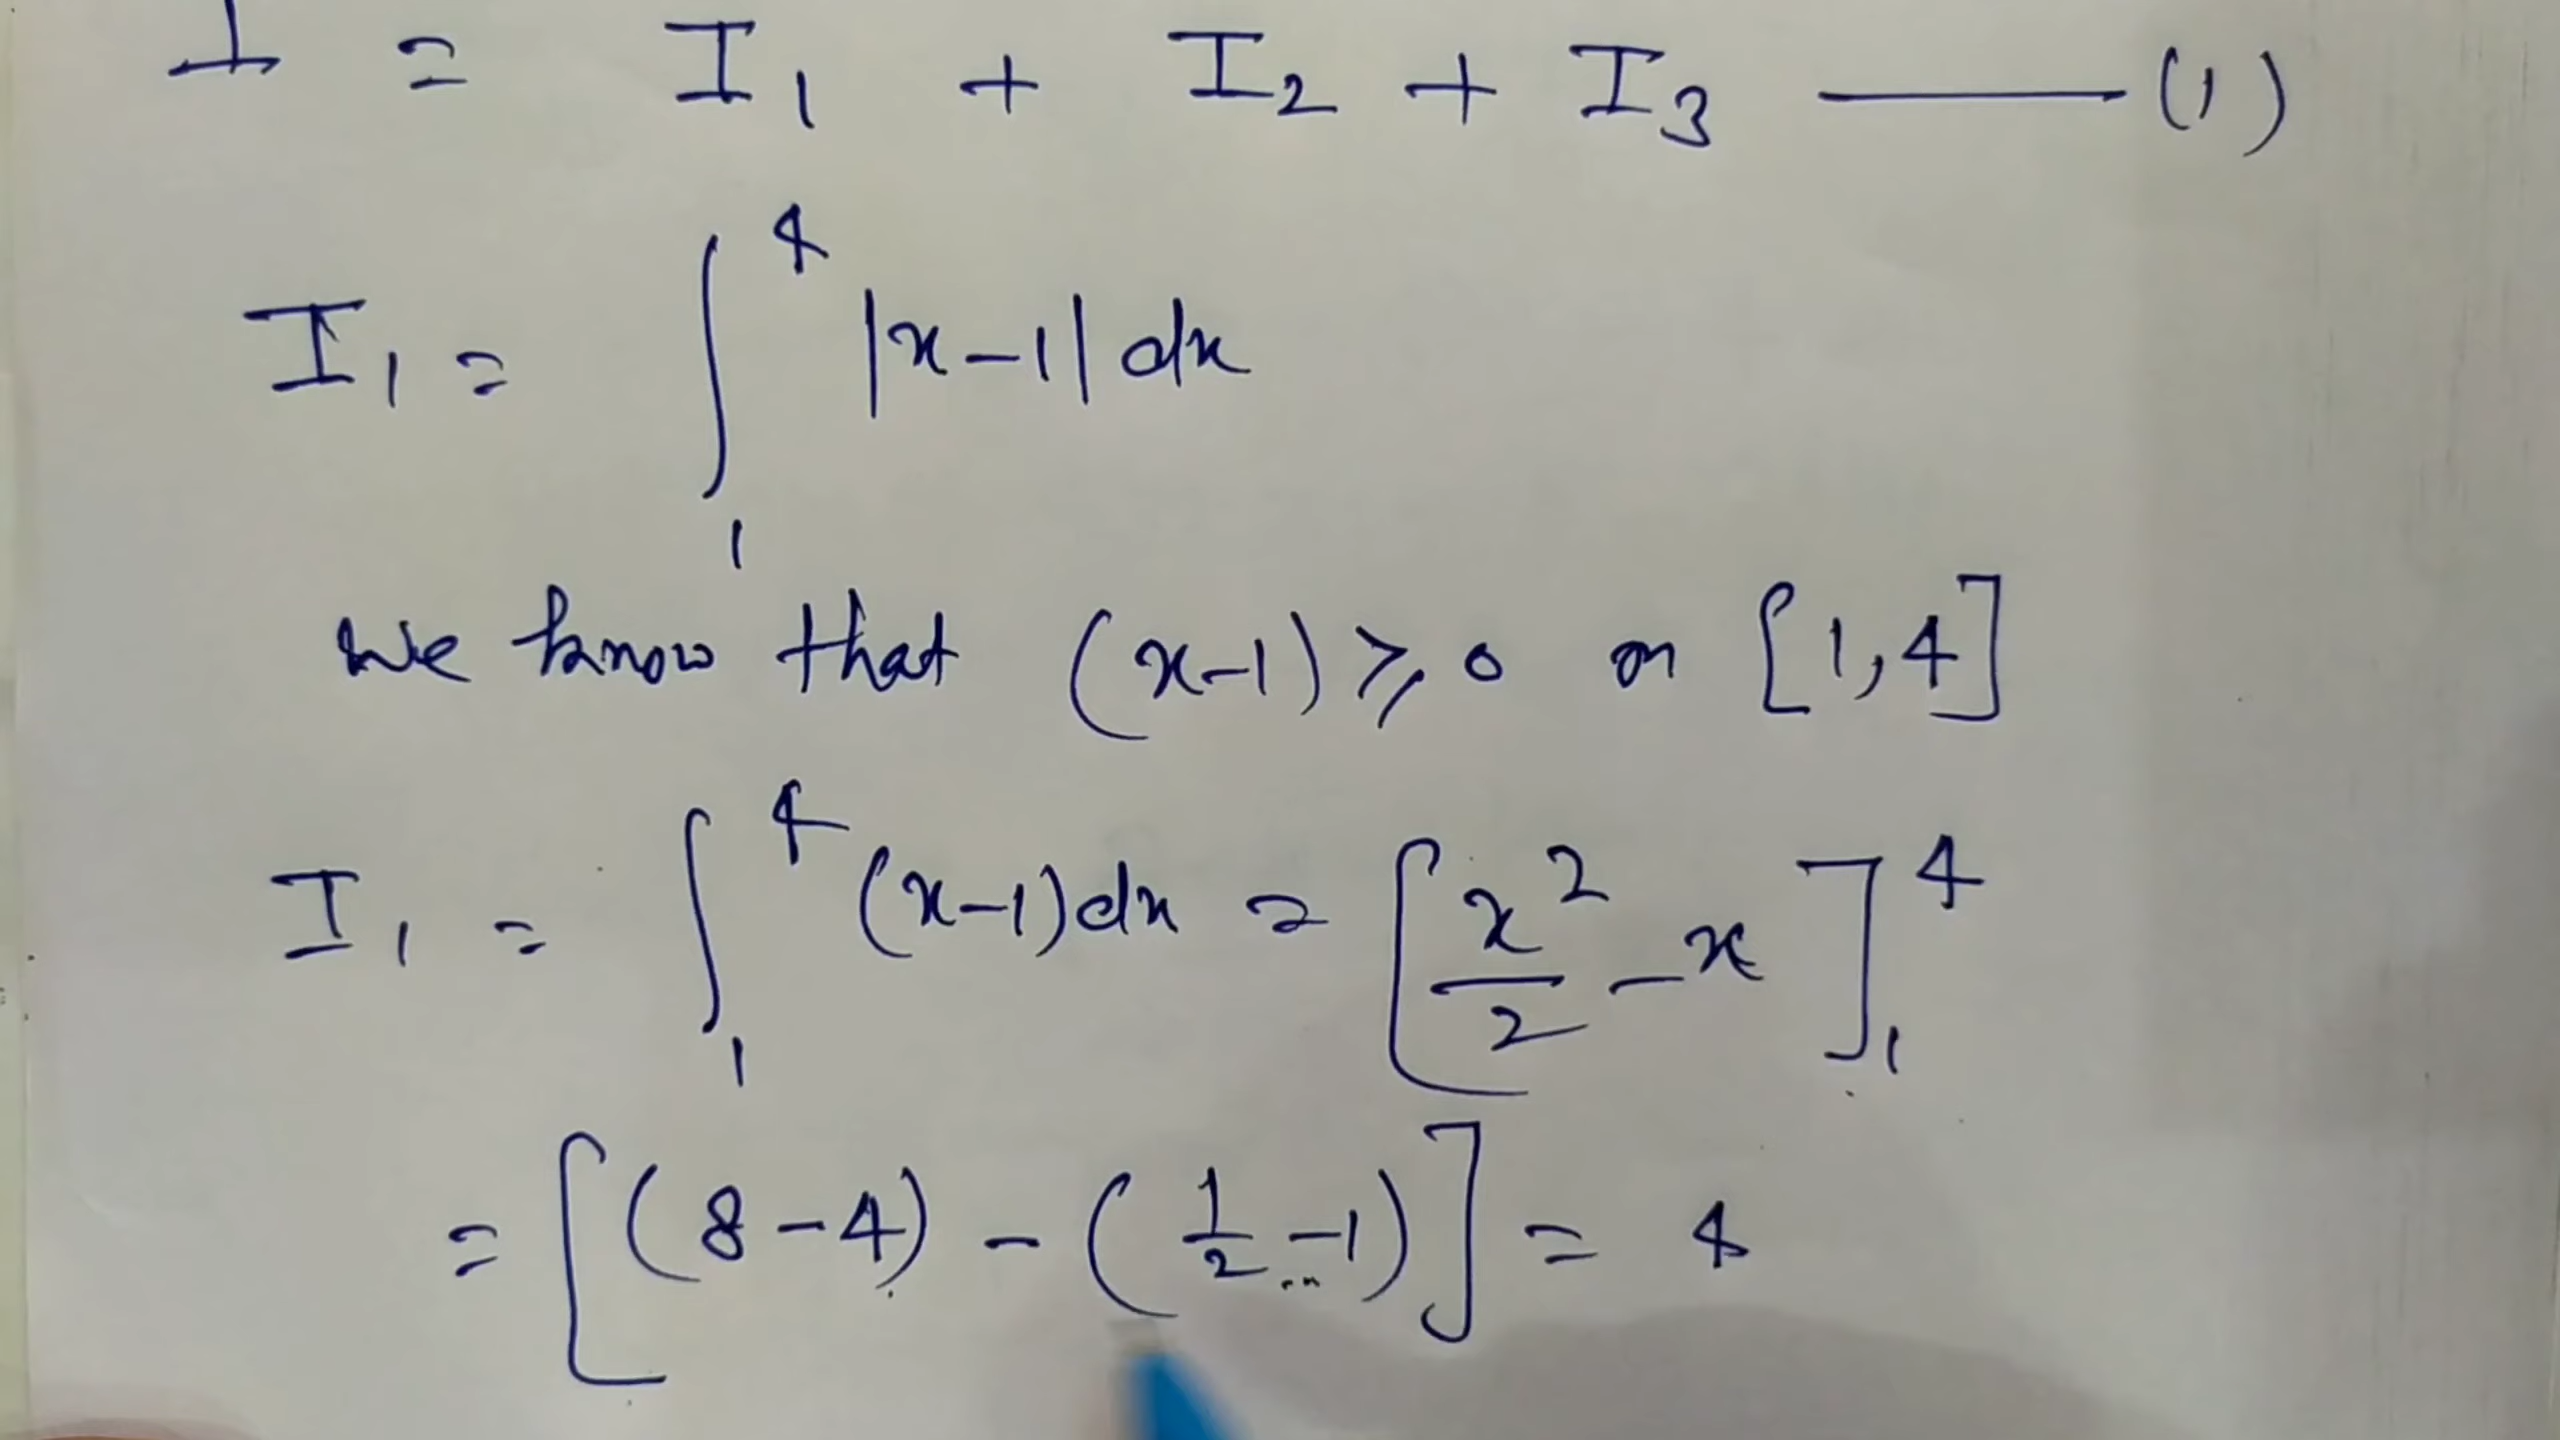 I = I₁ + I₂ + I₃ —— (1)
I₁ = ∫₁⁴ |x-1| dx
We know that (x-1) ⩾ 0 on [1,4]
I₁ = ∫₁⁴ (x-1)dx = [x²/2 - x]₁⁴
= [(8-4) - (1/2 -1)] = 4